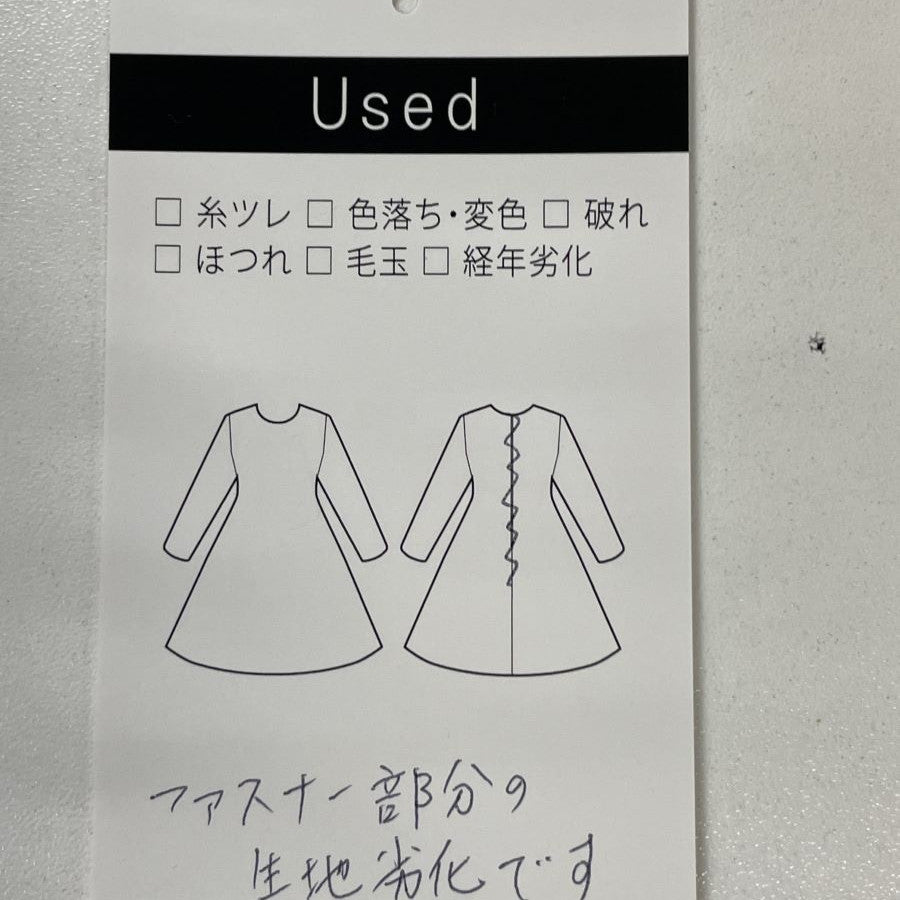 Used
□ 糸ツレ □ 色落ち・変色 □ 破れ
□ ほつれ □ 毛玉 □ 経年劣化
ファスナー部分の
生地劣化です